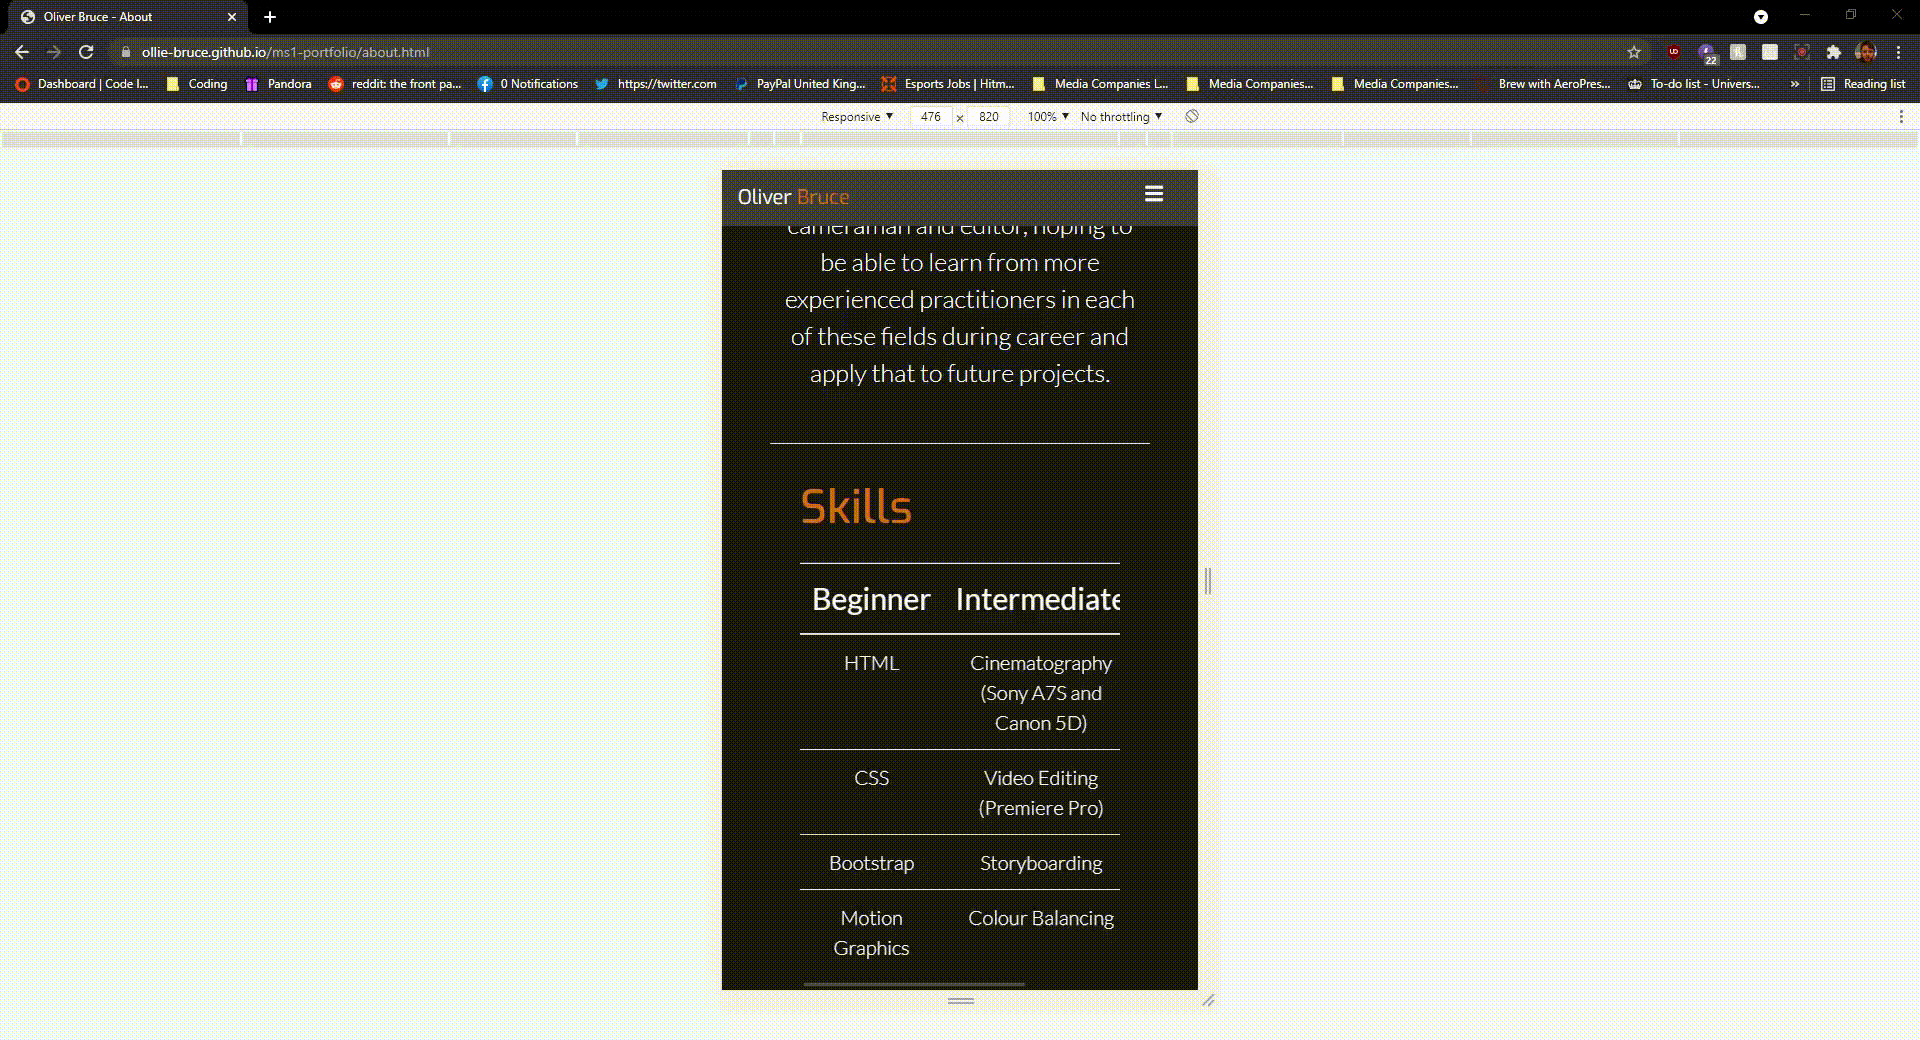 Oliver Bruce - About
ollie-bruce.github.io/ms1-portfolio/about.html
22
Dashboard | Code I... Coding Pandora reddit: the front pa... 0 Notifications https://twitter.com PayPal United King... Esports Jobs | Hitm... Media Companies L... Media Companies... Media Companies... Brew with AeroPres... To-do list - Univers... » Reading list
Responsive 476 x 820 100% No throttling
Oliver Bruce
cameraman and editor, hoping to
be able to learn from more
experienced practitioners in each
of these fields during career and
apply that to future projects.
Skills
Beginner Intermediate
HTML Cinematography
(Sony A7S and
Canon 5D)
CSS Video Editing
(Premiere Pro)
Bootstrap Storyboarding
Motion Colour Balancing
Graphics